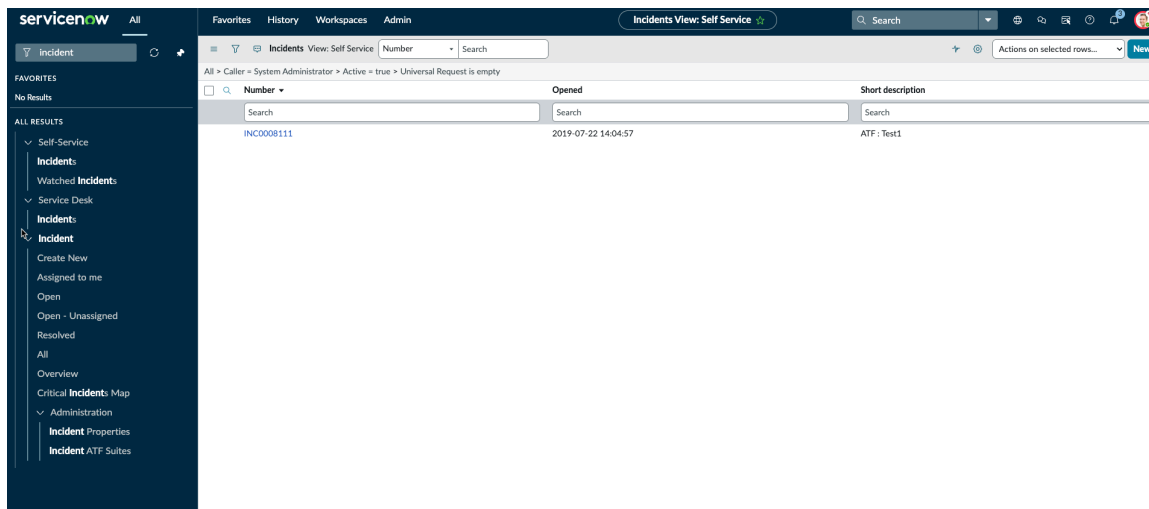 servicenow All Favorites History Workspaces Admin Incidents View: Self Service Search 3
incident
Incidents View: Self Service Number Search Actions on selected rows... New
All > Caller = System Administrator > Active = true > Universal Request is empty
Number Opened Short description
Search Search Search
INC0008111 2019-07-22 14:04:57 ATF : Test1
FAVORITES
No Results
ALL RESULTS
Self-Service
Incidents
Watched Incidents
Service Desk
Incidents
Incident
Create New
Assigned to me
Open
Open - Unassigned
Resolved
All
Overview
Critical Incidents Map
Administration
Incident Properties
Incident ATF Suites